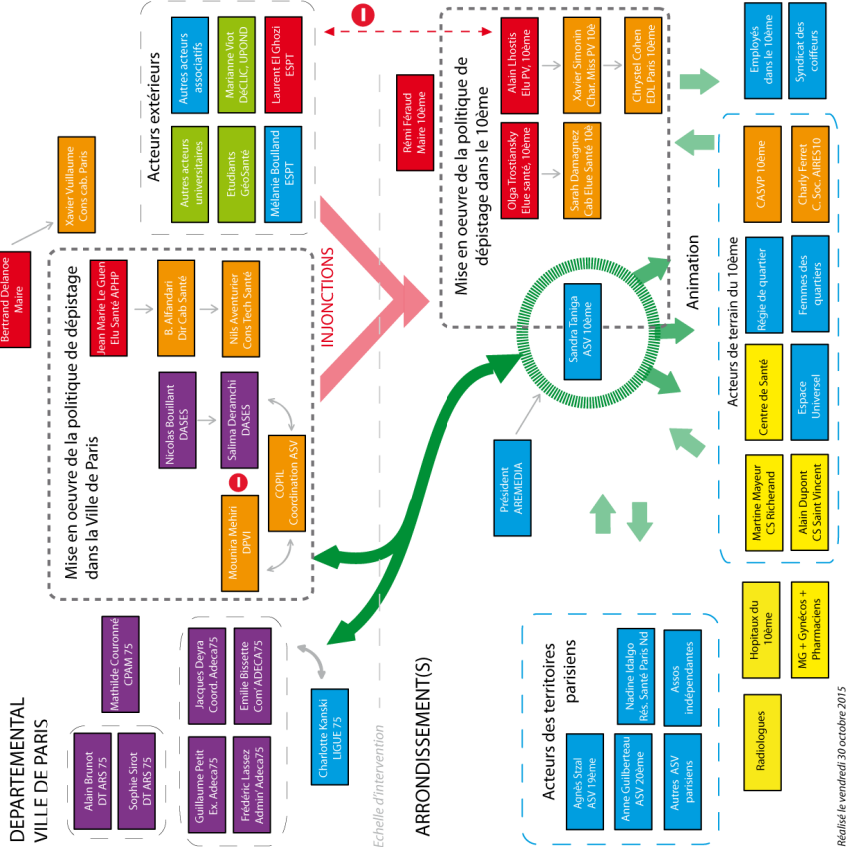 DEPARTEMENTAL
VILLE DE PARIS
Alain Brunot
DT ARS 75
Sophie Sirot
DT ARS 75
Mathilde Couronné
CPAM 75
Guillaume Petit
Ex. Adeca75
Frédéric Lassez
Admin' Adeca75
Jacques Deyra
Coord. Adeca75
Emilie Bissette
Com' ADECA75
Charlotte Kanski
LIGUE 75
Mise en oeuvre de la politique de dépistage
dans la Ville de Paris
Mounira Mehiri
DPVI
COPIL
Coordination ASV
Nicolas Bouillant
DASES
Salima Deramchi
DASES
Jean Marie Le Guen
Elu Santé APHP
B. Alfandari
Dir Cab Santé
Nils Aventurier
Cons Tech Santé
Bertrand Delanoe
Maire
Xavier Vuillaume
Cons cab. Paris
Acteurs extérieurs
Autres acteurs
universitaires
Etudiants
GéoSanté
Mélanie Boulland
ESPT
Autres acteurs
associatifs
Marianne Viot
DéCLIC, UPOND
Laurent El Ghozi
ESPT
INJONCTIONS
Echelle d'intervention
ARRONDISSEMENT(S)
Rémi Féraud
Maire 10ème
Mise en oeuvre de la politique de
dépistage dans le 10ème
Olga Trostiansky
Elue santé, 10ème
Sarah Damagnez
Cab Elue Santé 10è
Alain Lhostis
Elu PV, 10ème
Xavier Simonin
Char. Miss PV 10è
Chrystel Cohen
EDL Paris 10ème
Président
AREMEDIA
Sandra Taniga
ASV 10ème
Animation
Acteurs des territoires
parisiens
Agnès Stzal
ASV 19ème
Anne Guilberteau
ASV 20ème
Autres ASV
parisiens
Nadine Idalgo
Rés. Santé Paris Nd
Assos
indépendantes
Acteurs de terrain du 10ème
Martine Mayeur
CS Richerand
Alain Dupont
CS Saint Vincent
Centre de Santé
Espace
Universel
Régie de quartier
Femmes des
quartiers
CASVP 10ème
Charly Ferret
C. Soc. AIRES10
Employés
dans le 10ème
Syndicat des
coiffeurs
Radiologues
Hopitaux du
10ème
MG + Gynécos +
Pharmaciens
Réalisé le vendredi 30 octobre 2015